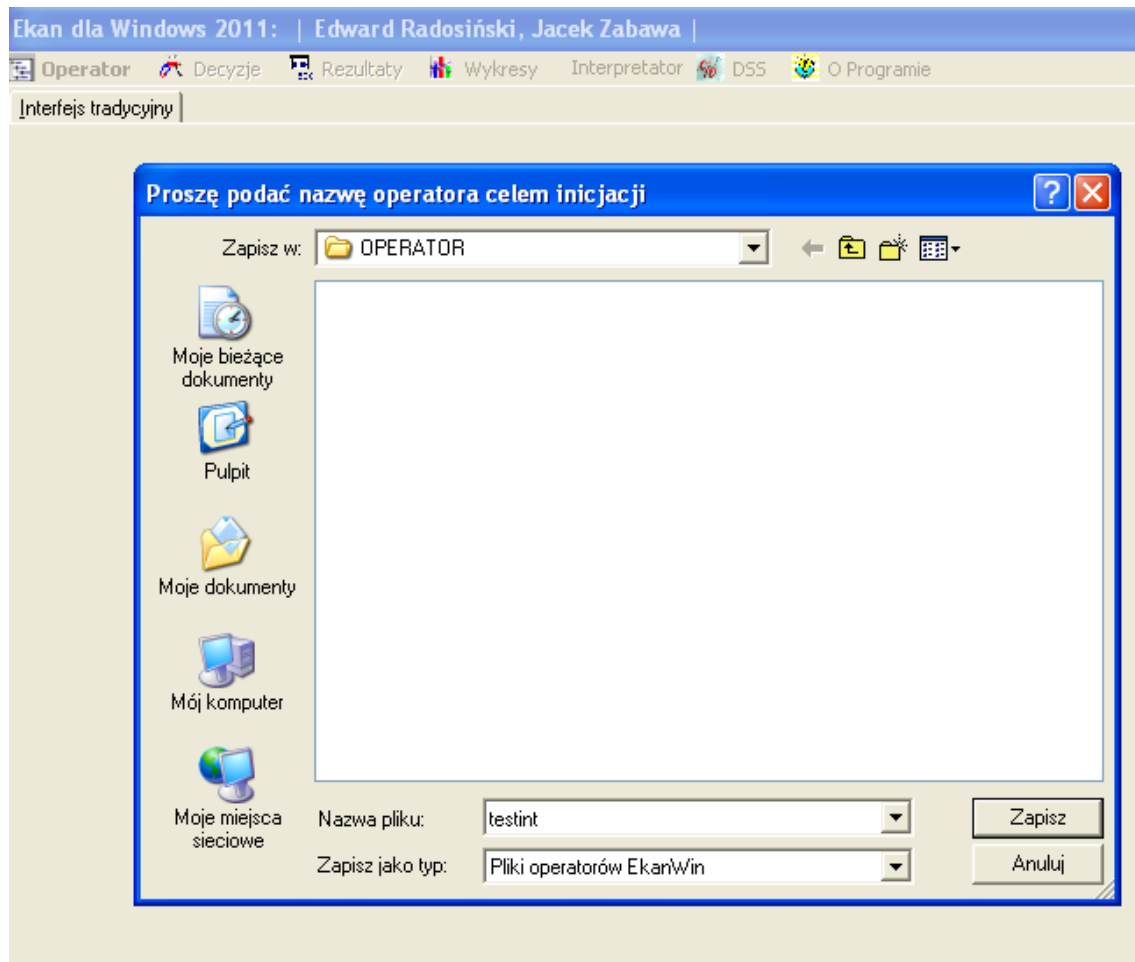 Ekan dla Windows 2011: | Edward Radosiński, Jacek Zabawa |
Operator Decyzje Rezultaty Wykresy Interpretator DSS O Programie
Interfejs tradycyjny
Proszę podać nazwę operatora celem inicjacji
Zapisz w: OPERATOR
Moje bieżące
dokumenty
Pulpit
Moje dokumenty
Mój komputer
Moje miejsca
sieciowe
Nazwa pliku: testint Zapisz
Zapisz jako typ: Pliki operatorów EkanWin Anuluj